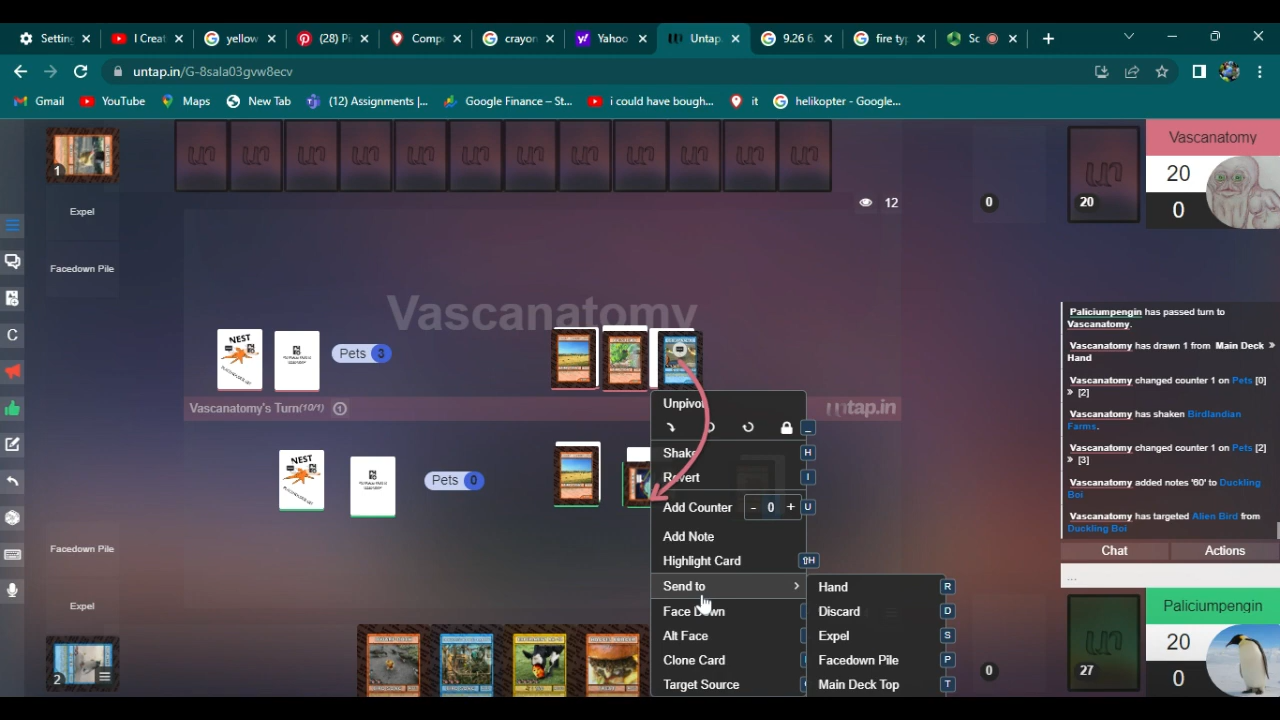 Setting
I Creat
yellow
(28) Pi
Comp
crayon
Yahoo
Untap.
9.26 6.
fire ty
Sc
untap.in/G-8sala03gvw8ecv
Gmail
YouTube
Maps
New Tab
(12) Assignments |...
Google Finance – St...
i could have bough...
it
helikopter - Google...
1
Expel
Facedown Pile
12
0
20
Vascanatomy
20
0
Vascanatomy
NEST
Pets 3
Vascanatomy's Turn(10/1) 1
untap.in
NEST
Pets 0
Unpivot
Shake H
Revert I
Add Counter - 0 + U
Add Note
Highlight Card ⇧H
Send to >
Face Down
Alt Face
Clone Card
Target Source
Hand R
Discard D
Expel S
Facedown Pile P
Main Deck Top T
Paliciumpengin has passed turn to
Vascanatomy.
Vascanatomy has drawn 1 from Main Deck »
Hand
Vascanatomy changed counter 1 on Pets [0]
» [2]
Vascanatomy has shaken Birdlandian
Farms.
Vascanatomy changed counter 1 on Pets [2]
» [3]
Vascanatomy added notes '60' to Duckling
Boi
Vascanatomy has targeted Alien Bird from
Duckling Boi
Chat
Actions
...
C
Facedown Pile
Expel
2
0
27
Paliciumpengin
20
0